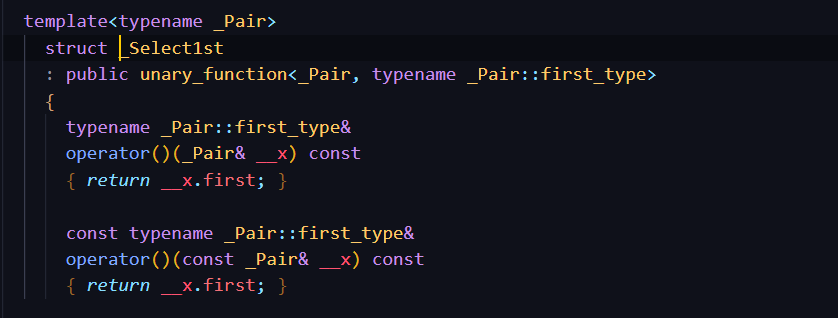 template<typename _Pair>
struct _Select1st
: public unary_function<_Pair, typename _Pair::first_type>
{
typename _Pair::first_type&
operator()(_Pair& __x) const
{ return __x.first; }
const typename _Pair::first_type&
operator()(const _Pair& __x) const
{ return __x.first; }